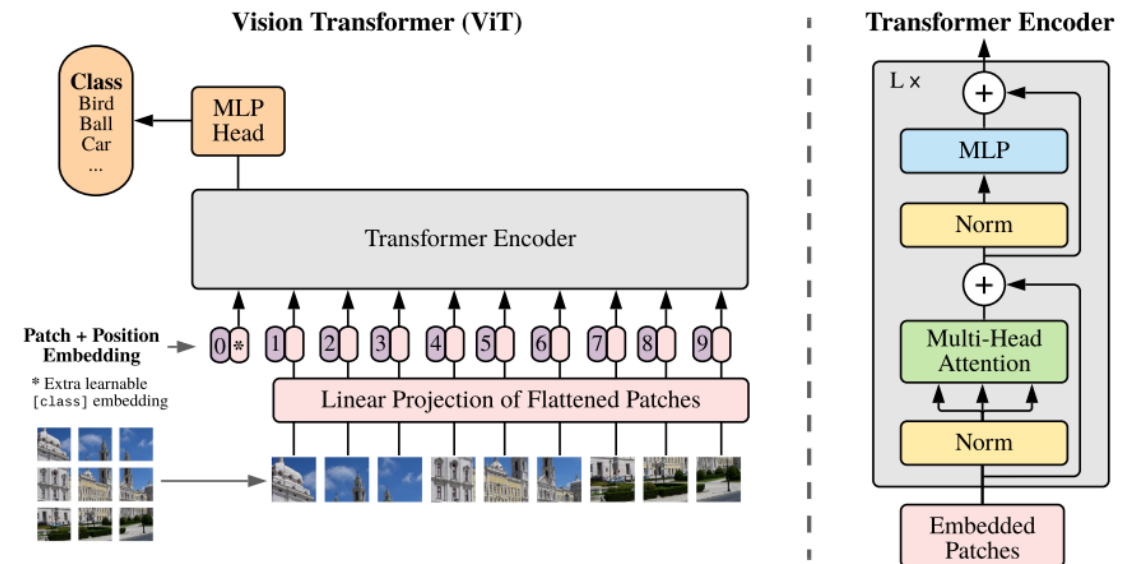 Vision Transformer (ViT)
Class
Bird
Ball
Car
...
MLP
Head
Transformer Encoder
Patch + Position
Embedding
* Extra learnable
[class] embedding
0 *
1
2
3
4
5
6
7
8
9
Linear Projection of Flattened Patches
Transformer Encoder
L x
+
MLP
Norm
+
Multi-Head
Attention
Norm
Embedded
Patches